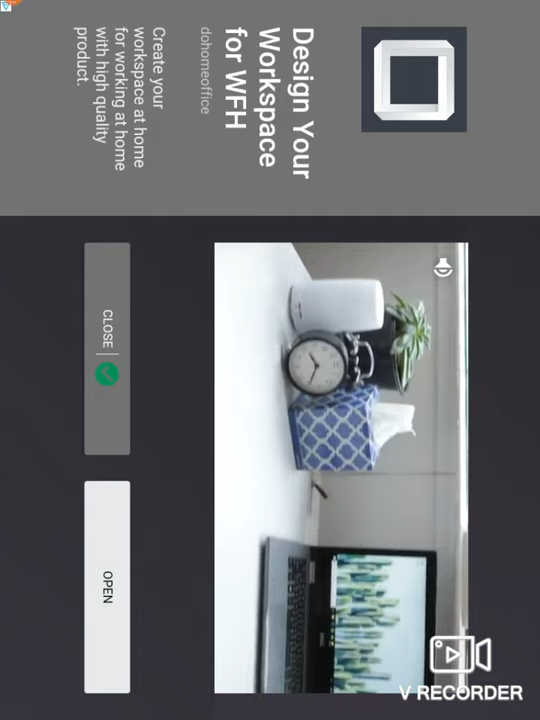 Design Your
Workspace
for WFH
dohomeoffice
Create your
workspace at home
for working at home
with high quality
product.
CLOSE
OPEN
V RECORDER